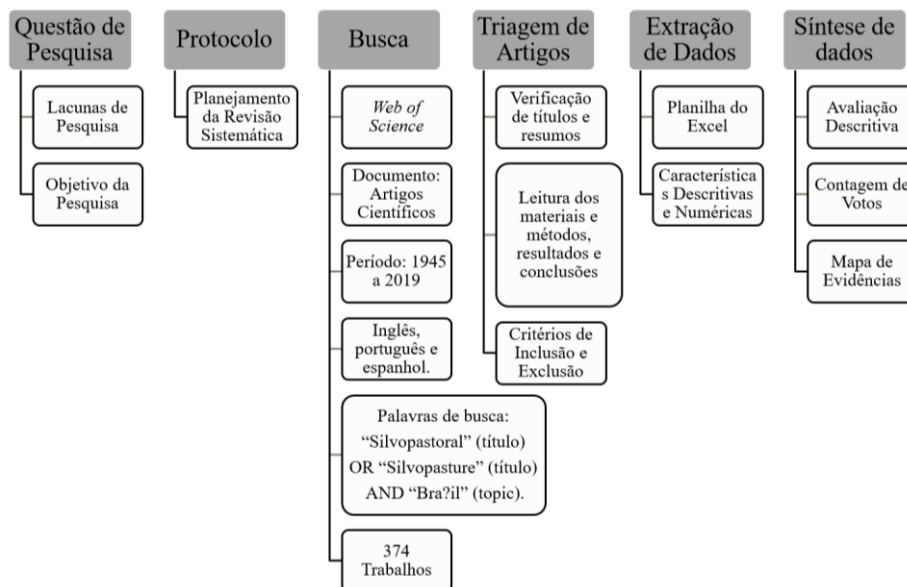 Questão de
Pesquisa
Lacunas de
Pesquisa
Objetivo da
Pesquisa
Protocolo
Planejamento
da Revisão
Sistemática
Busca
Web of
Science
Documento:
Artigos
Científicos
Período: 1945
a 2019
Inglês,
português e
espanhol.
Palavras de busca:
“Silvopastoral” (título)
OR “Silvopasture” (título)
AND “Bra?il” (topic).
374
Trabalhos
Triagem de
Artigos
Verificação
de títulos e
resumos
Leitura dos
materiais e
métodos,
resultados e
conclusões
Critérios de
Inclusão e
Exclusão
Extração
de Dados
Planilha do
Excel
Característica
s Descritivas
e Numéricas
Síntese de
dados
Avaliação
Descritiva
Contagem de
Votos
Mapa de
Evidências